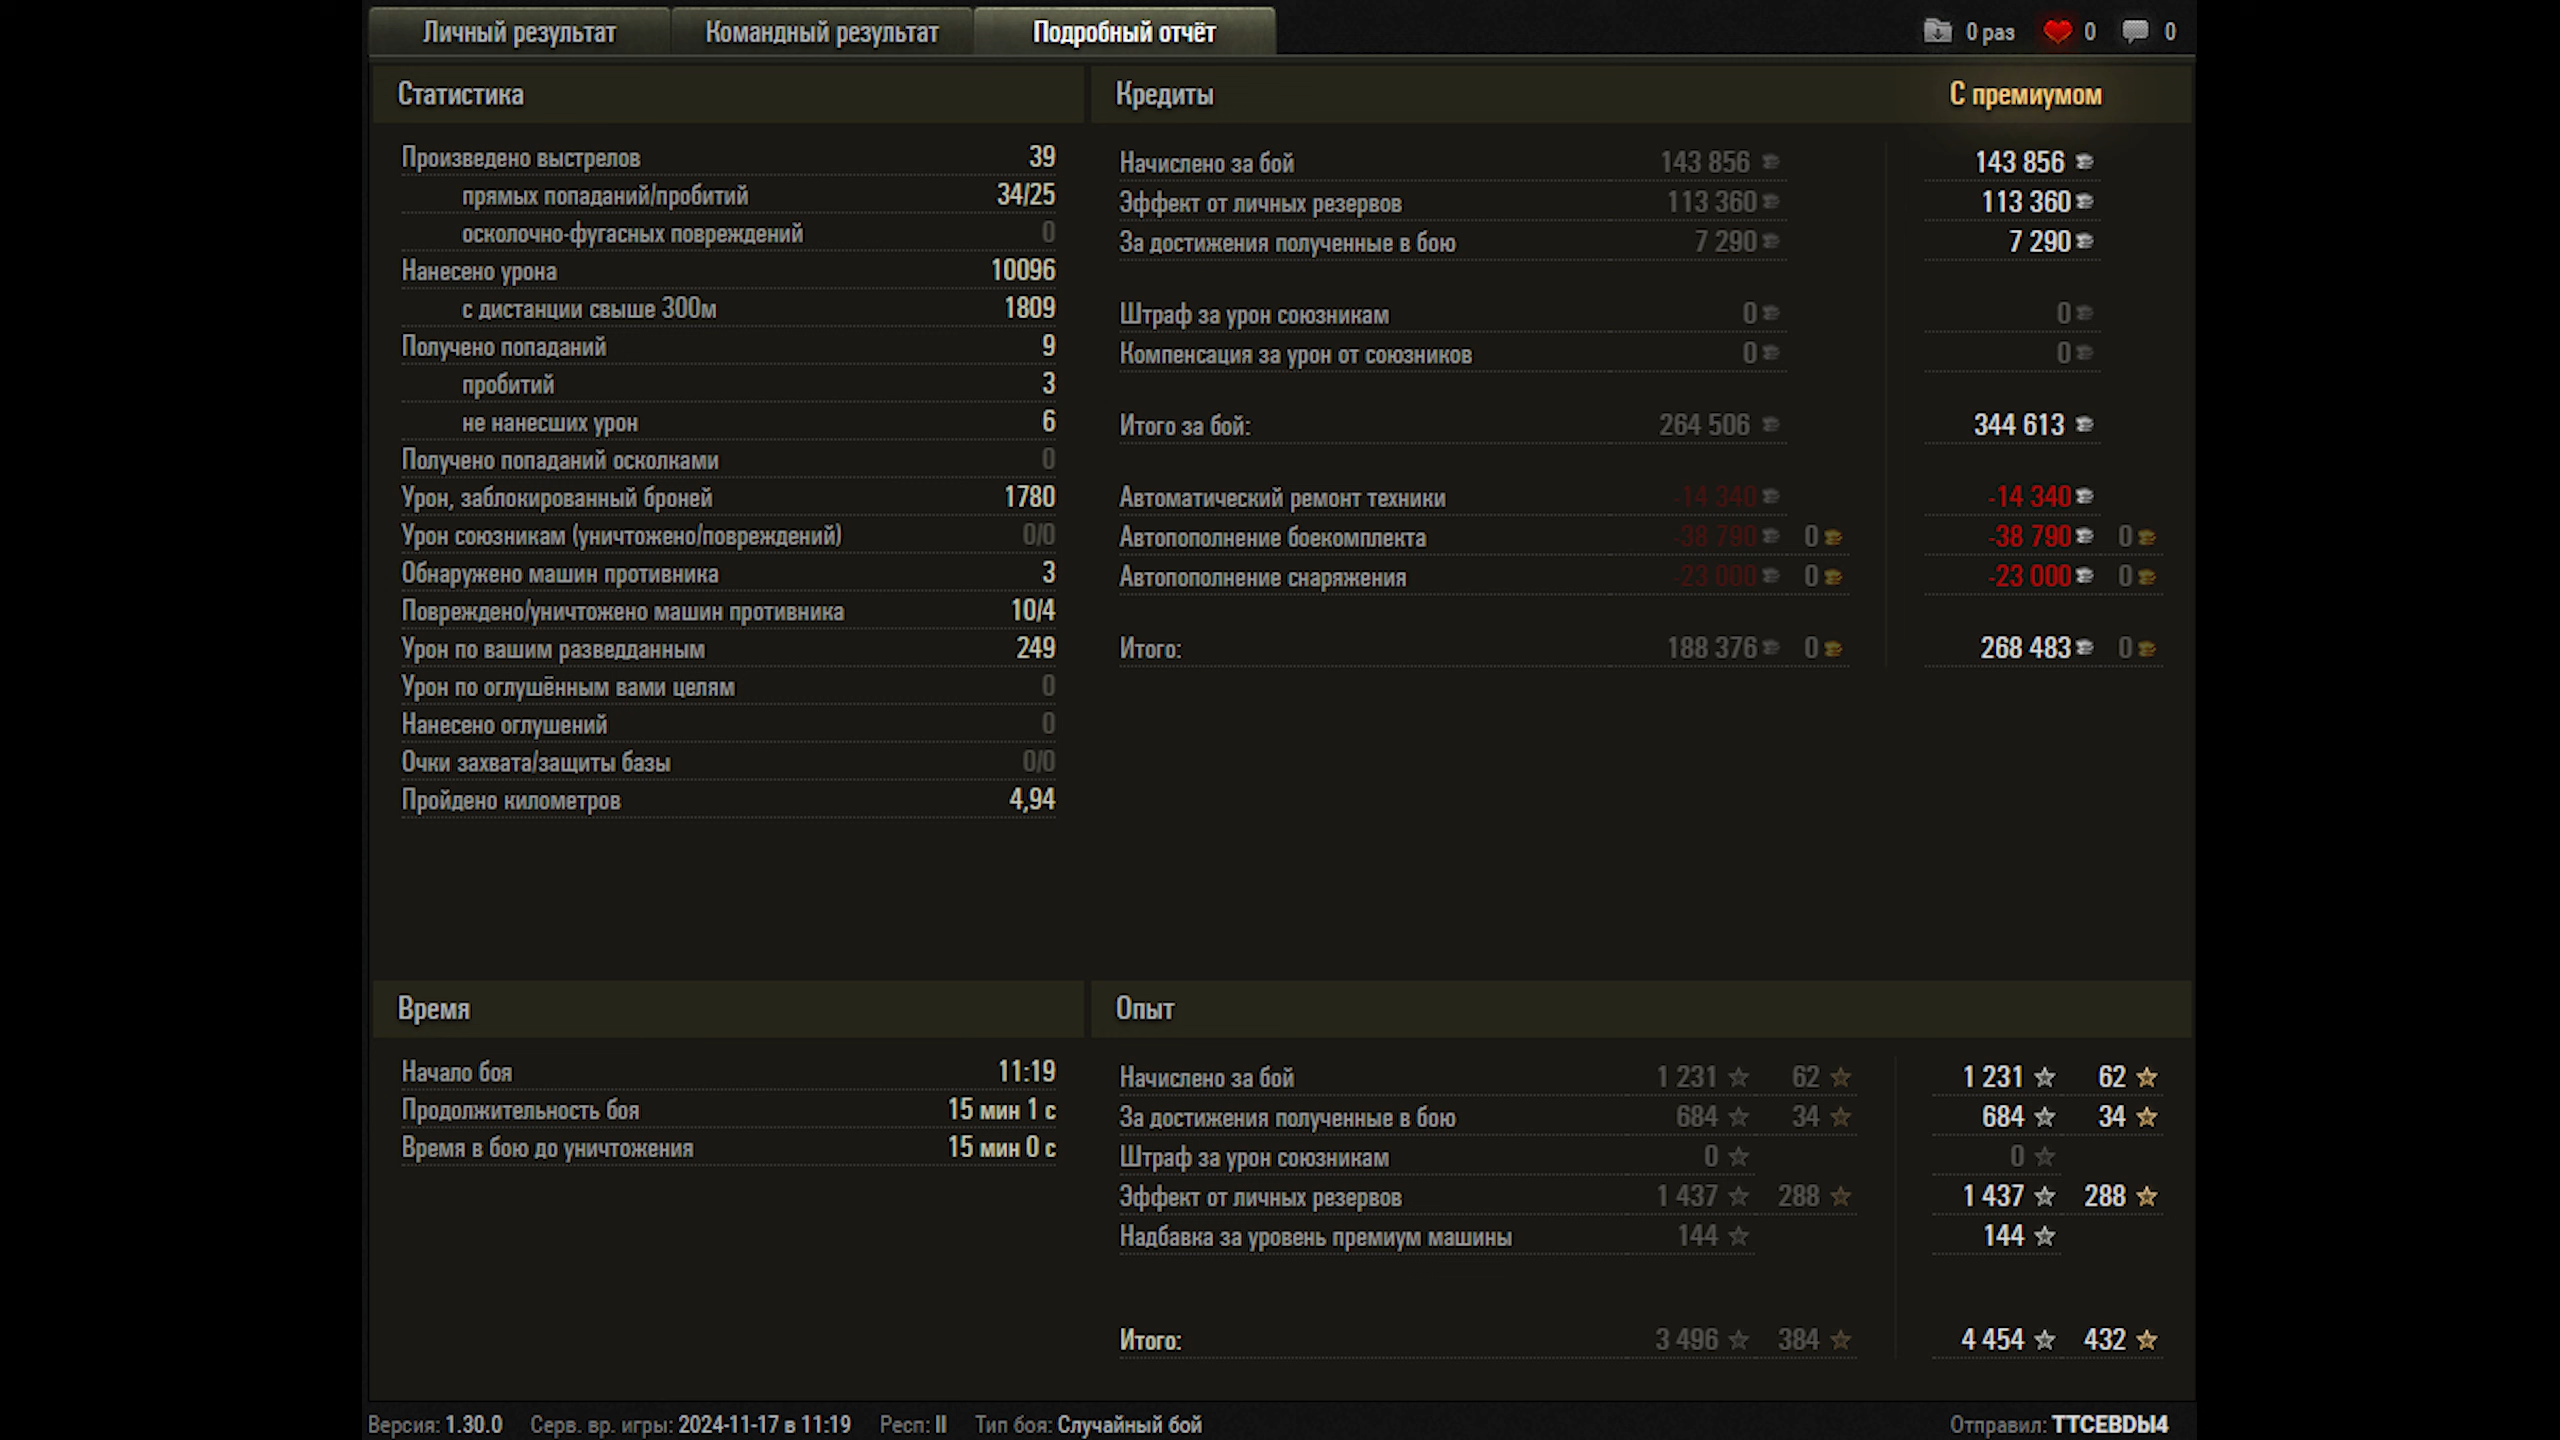 Личный результат Командный результат Подробный отчёт 0 раз 0 0
Статистика
Произведено выстрелов 39
прямых попаданий/пробитий 34/25
осколочно-фугасных повреждений 0
Нанесено урона 10096
с дистанции свыше 300м 1809
Получено попаданий 9
пробитий 3
не нанесших урон 6
Получено попаданий осколками 0
Урон, заблокированный броней 1780
Урон союзникам (уничтожено/повреждений) 0/0
Обнаружено машин противника 3
Повреждено/уничтожено машин противника 10/4
Урон по вашим разведданным 249
Урон по оглушённым вами целям 0
Нанесено оглушений 0
Очки захвата/защиты базы 0/0
Пройдено километров 4,94
Кредиты С премиумом
Начислено за бой 143 856 143 856
Эффект от личных резервов 113 360 113 360
За достижения полученные в бою 7 290 7 290
Штраф за урон союзникам 0 0
Компенсация за урон от союзников 0 0
Итого за бой: 264 506 344 613
Автоматический ремонт техники -14 340 -14 340
Автопополнение боекомплекта -38 790 0 -38 790 0
Автопополнение снаряжения -23 000 0 -23 000 0
Итого: 188 376 0 268 483 0
Время
Начало боя 11:19
Продолжительность боя 15 мин 1 с
Время в бою до уничтожения 15 мин 0 с
Опыт
Начислено за бой 1 231 62 1 231 62
За достижения полученные в бою 684 34 684 34
Штраф за урон союзникам 0 0
Эффект от личных резервов 1 437 288 1 437 288
Надбавка за уровень премиум машины 144 144
Итого: 3 496 384 4 454 432
Версия: 1.30.0 Серв. вр. игры: 2024-11-17 в 11:19 Респ: II Тип боя: Случайный бой Отправил: TTCEBDbI4